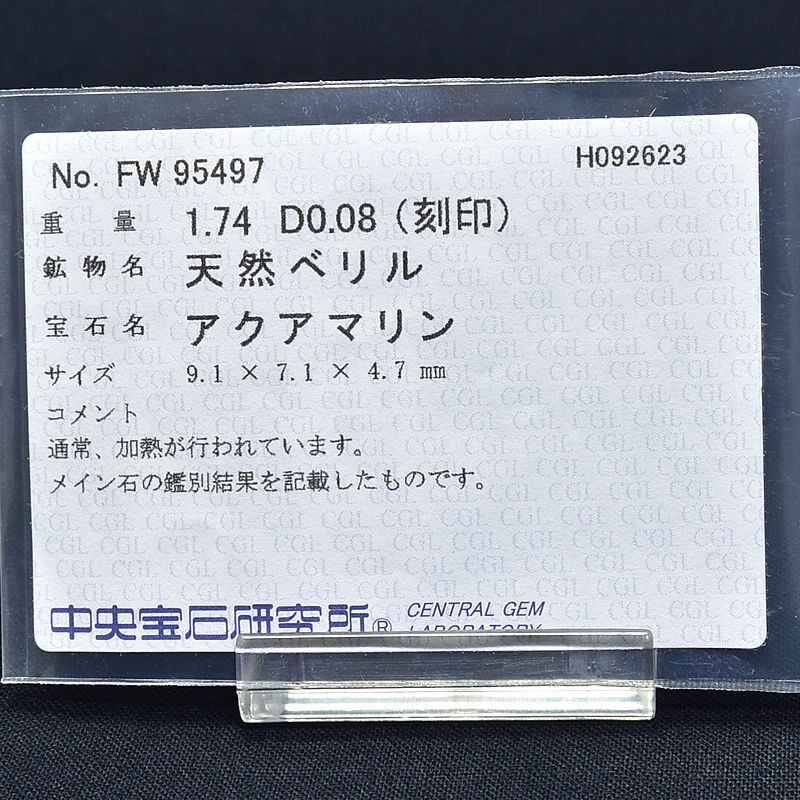 No. FW 95497
H092623
重量 1.74 D0.08（刻印）
鉱物名 天然ベリル
宝石名 アクアマリン
サイズ 9.1 × 7.1 × 4.7 mm
コメント
通常、加熱が行われています。
メイン石の鑑別結果を記載したものです。
中央宝石研究所® CENTRAL GEM
LABORATORY